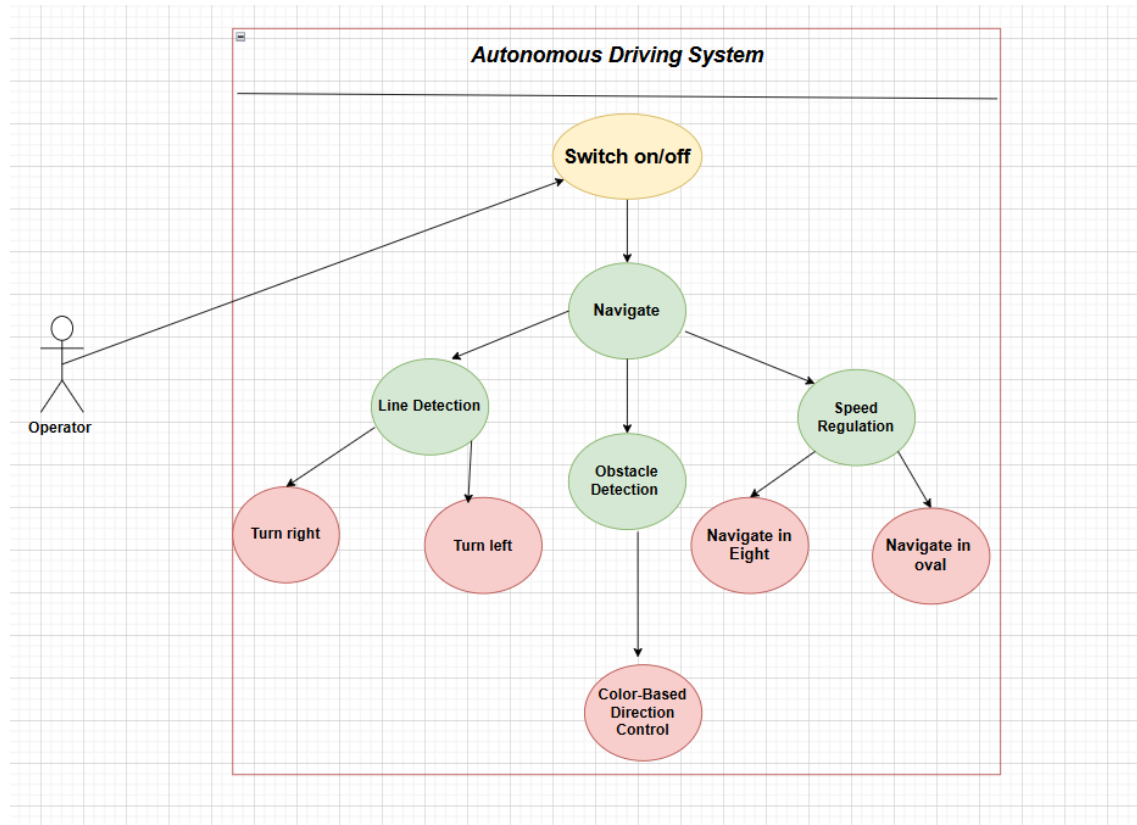 Autonomous Driving System
Switch on/off
Navigate
Line Detection
Speed
Regulation
Operator
Obstacle
Detection
Turn right
Turn left
Navigate in
Eight
Navigate in
oval
Color-Based
Direction
Control